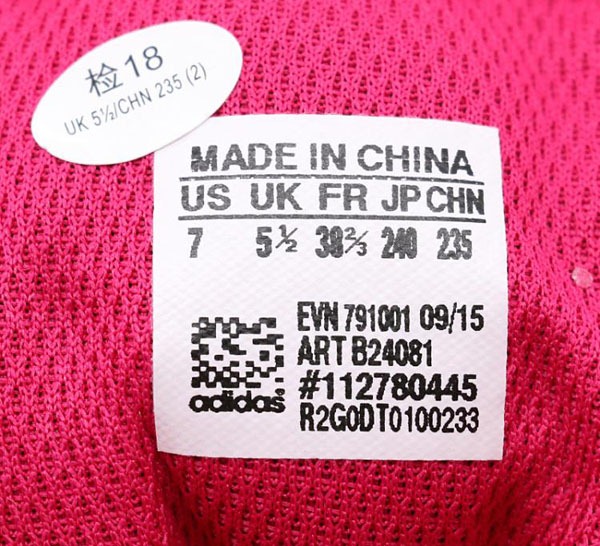 检18
UK 5½/CHN 235 (2)
MADE IN CHINA
US UK FR JP CHN
7 5½ 38⅔ 240 235
EVN 791001 09/15
ART B24081
#112780445
R2G0DT0100233
adidas